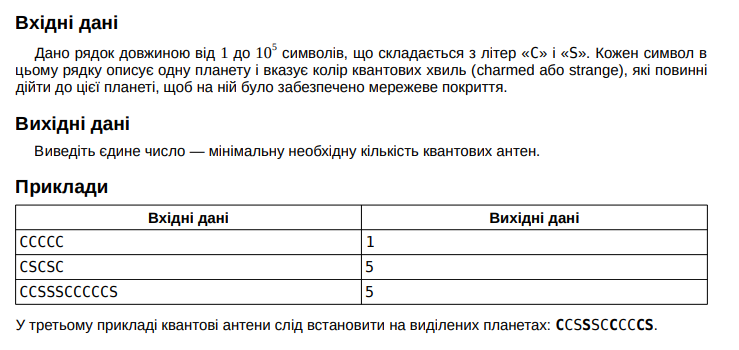 Вхідні дані
Дано рядок довжиною від 1 до 10⁵ символів, що складається з літер «C» і «S». Кожен символ в
цьому рядку описує одну планету і вказує колір квантових хвиль (charmed або strange), які повинні
дійти до цієї планеті, щоб на ній було забезпечено мережеве покриття.
Вихідні дані
Виведіть єдине число — мінімальну необхідну кількість квантових антен.
Приклади
Вхідні дані Вихідні дані
CCCCC 1
CSCSC 5
CCSSSCCCCCS 5
У третьому прикладі квантові антени слід встановити на виділених планетах: CCSSSCCCCCS.